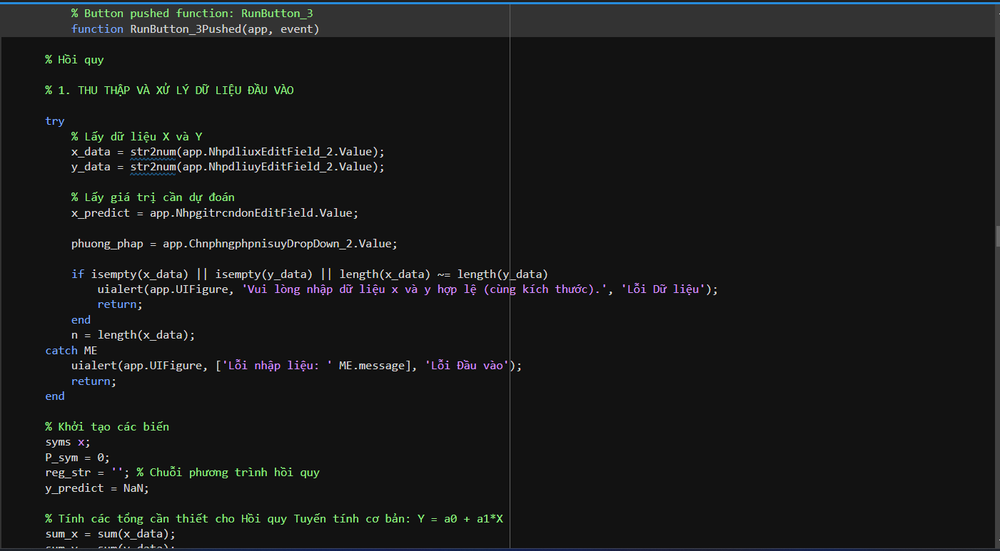 % Button pushed function: RunButton_3
function RunButton_3Pushed(app, event)
% Hồi quy
% 1. THU THẬP VÀ XỬ LÝ DỮ LIỆU ĐẦU VÀO
try
% Lấy dữ liệu X và Y
x_data = str2num(app.NhpdliuxEditField_2.Value);
y_data = str2num(app.NhpdliuyEditField_2.Value);
% Lấy giá trị cần dự đoán
x_predict = app.NhpgitrcndonEditField.Value;
phuong_phap = app.ChnphngphpnisuyDropDown_2.Value;
if isempty(x_data) || isempty(y_data) || length(x_data) ~= length(y_data)
uialert(app.UIFigure, 'Vui lòng nhập dữ liệu x và y hợp lệ (cùng kích thước).', 'Lỗi Dữ liệu');
return;
end
n = length(x_data);
catch ME
uialert(app.UIFigure, ['Lỗi nhập liệu: ' ME.message], 'Lỗi Đầu vào');
return;
end
% Khởi tạo các biến
syms x;
P_sym = 0;
reg_str = ''; % Chuỗi phương trình hồi quy
y_predict = NaN;
% Tính các tổng cần thiết cho Hồi quy Tuyến tính cơ bản: Y = a0 + a1*X
sum_x = sum(x_data);
sum_y = sum(y_data);